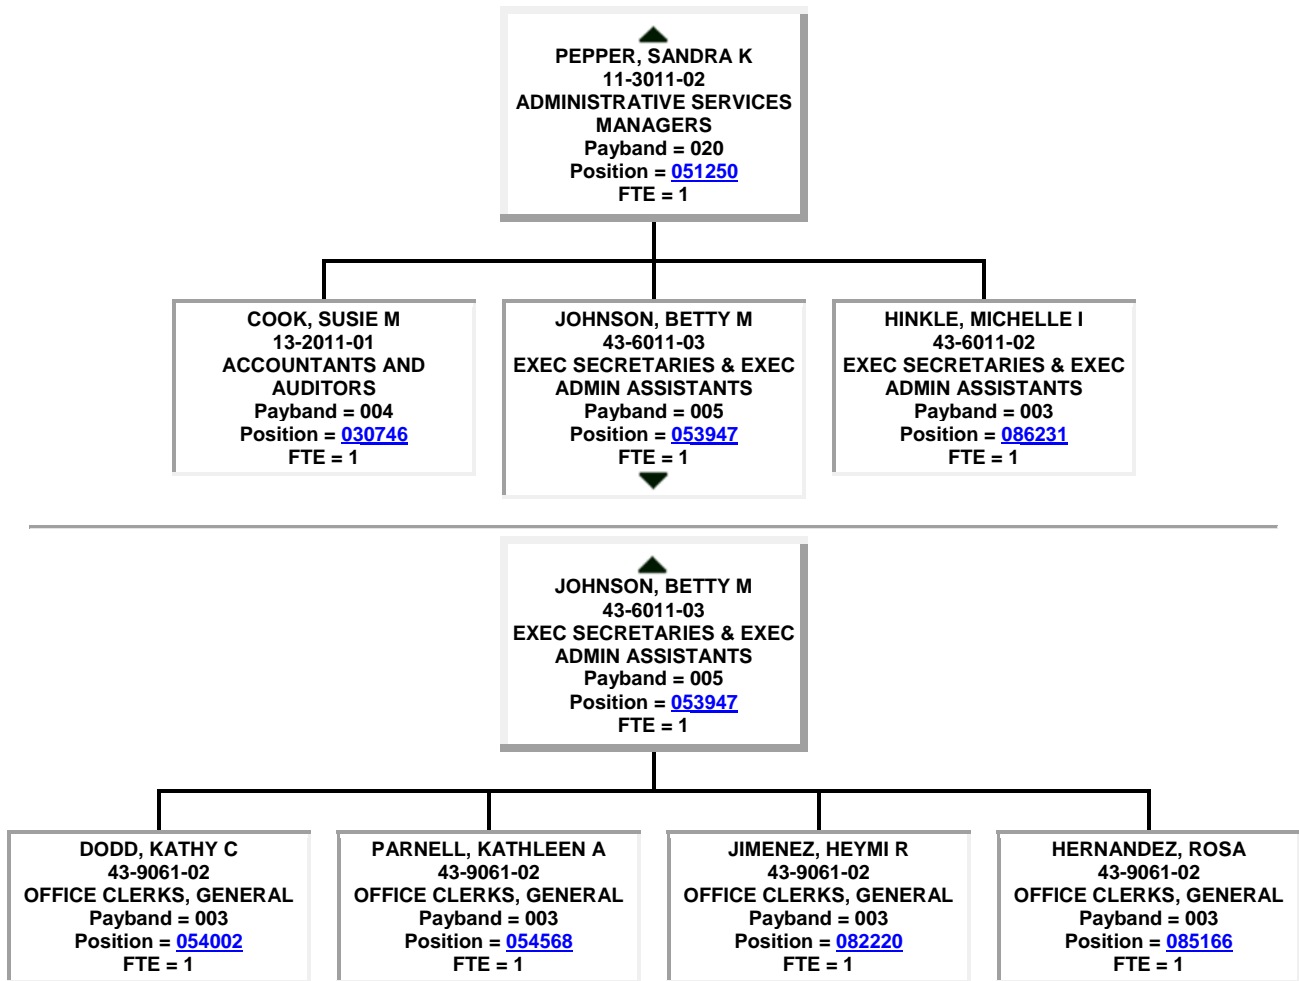 PEPPER, SANDRA K
11-3011-02
ADMINISTRATIVE SERVICES
MANAGERS
Payband = 020
Position = 051250
FTE = 1
COOK, SUSIE M
13-2011-01
ACCOUNTANTS AND
AUDITORS
Payband = 004
Position = 030746
FTE = 1
JOHNSON, BETTY M
43-6011-03
EXEC SECRETARIES & EXEC
ADMIN ASSISTANTS
Payband = 005
Position = 053947
FTE = 1
HINKLE, MICHELLE I
43-6011-02
EXEC SECRETARIES & EXEC
ADMIN ASSISTANTS
Payband = 003
Position = 086231
FTE = 1
JOHNSON, BETTY M
43-6011-03
EXEC SECRETARIES & EXEC
ADMIN ASSISTANTS
Payband = 005
Position = 053947
FTE = 1
DODD, KATHY C
43-9061-02
OFFICE CLERKS, GENERAL
Payband = 003
Position = 054002
FTE = 1
PARNELL, KATHLEEN A
43-9061-02
OFFICE CLERKS, GENERAL
Payband = 003
Position = 054568
FTE = 1
JIMENEZ, HEYMI R
43-9061-02
OFFICE CLERKS, GENERAL
Payband = 003
Position = 082220
FTE = 1
HERNANDEZ, ROSA
43-9061-02
OFFICE CLERKS, GENERAL
Payband = 003
Position = 085166
FTE = 1